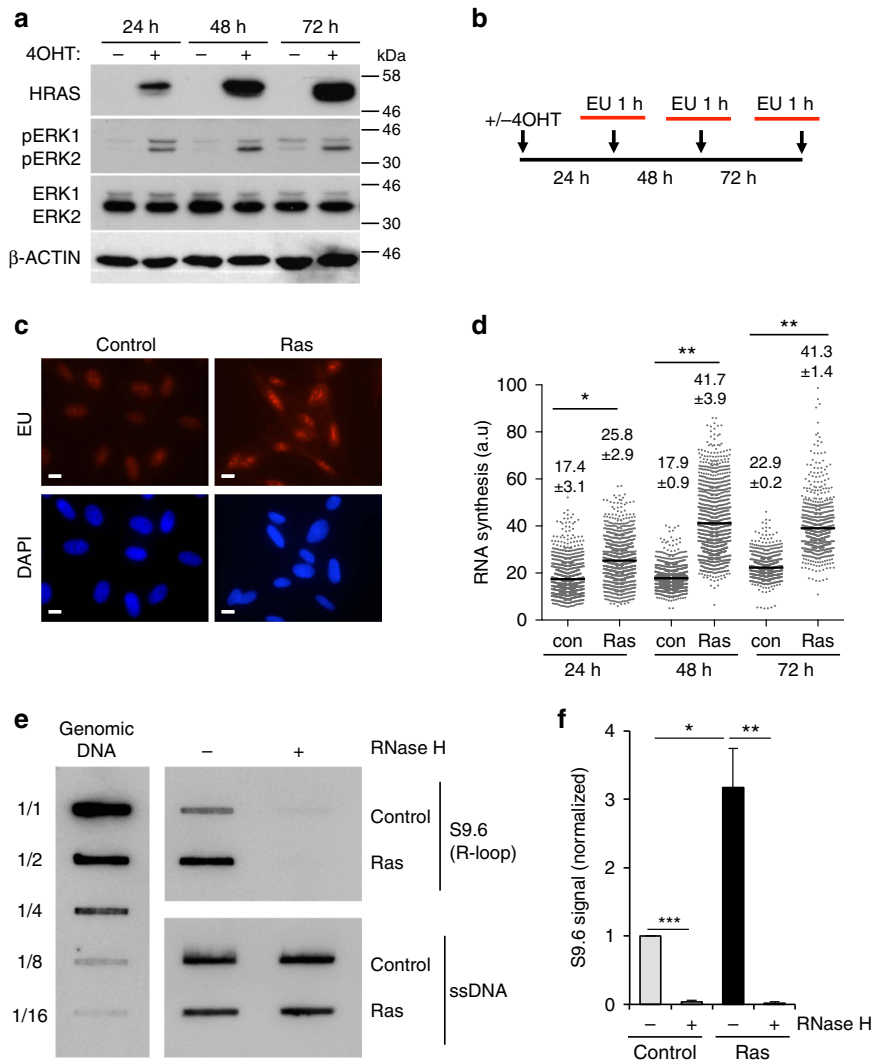 a
24 h 48 h 72 h
4OHT: – + – + – + kDa
HRAS
58
46
pERK1
pERK2
46
30
ERK1
ERK2
46
30
β-ACTIN
46
b
+/–4OHT
EU 1 h EU 1 h EU 1 h
24 h 48 h 72 h
c
Control Ras
EU
DAPI
d
RNA synthesis (a.u)
100
80
60
40
20
0
* ** **
17.4
±3.1
25.8
±2.9
17.9
±0.9
41.7
±3.9
22.9
±0.2
41.3
±1.4
con Ras con Ras con Ras
24 h 48 h 72 h
e
Genomic
DNA
– + RNase H
1/1
1/2
1/4
1/8
1/16
Control
Ras
S9.6
(R-loop)
Control
Ras
ssDNA
f
S9.6 signal (normalized)
4
3
2
1
0
* **
***
– + – + RNase H
Control Ras